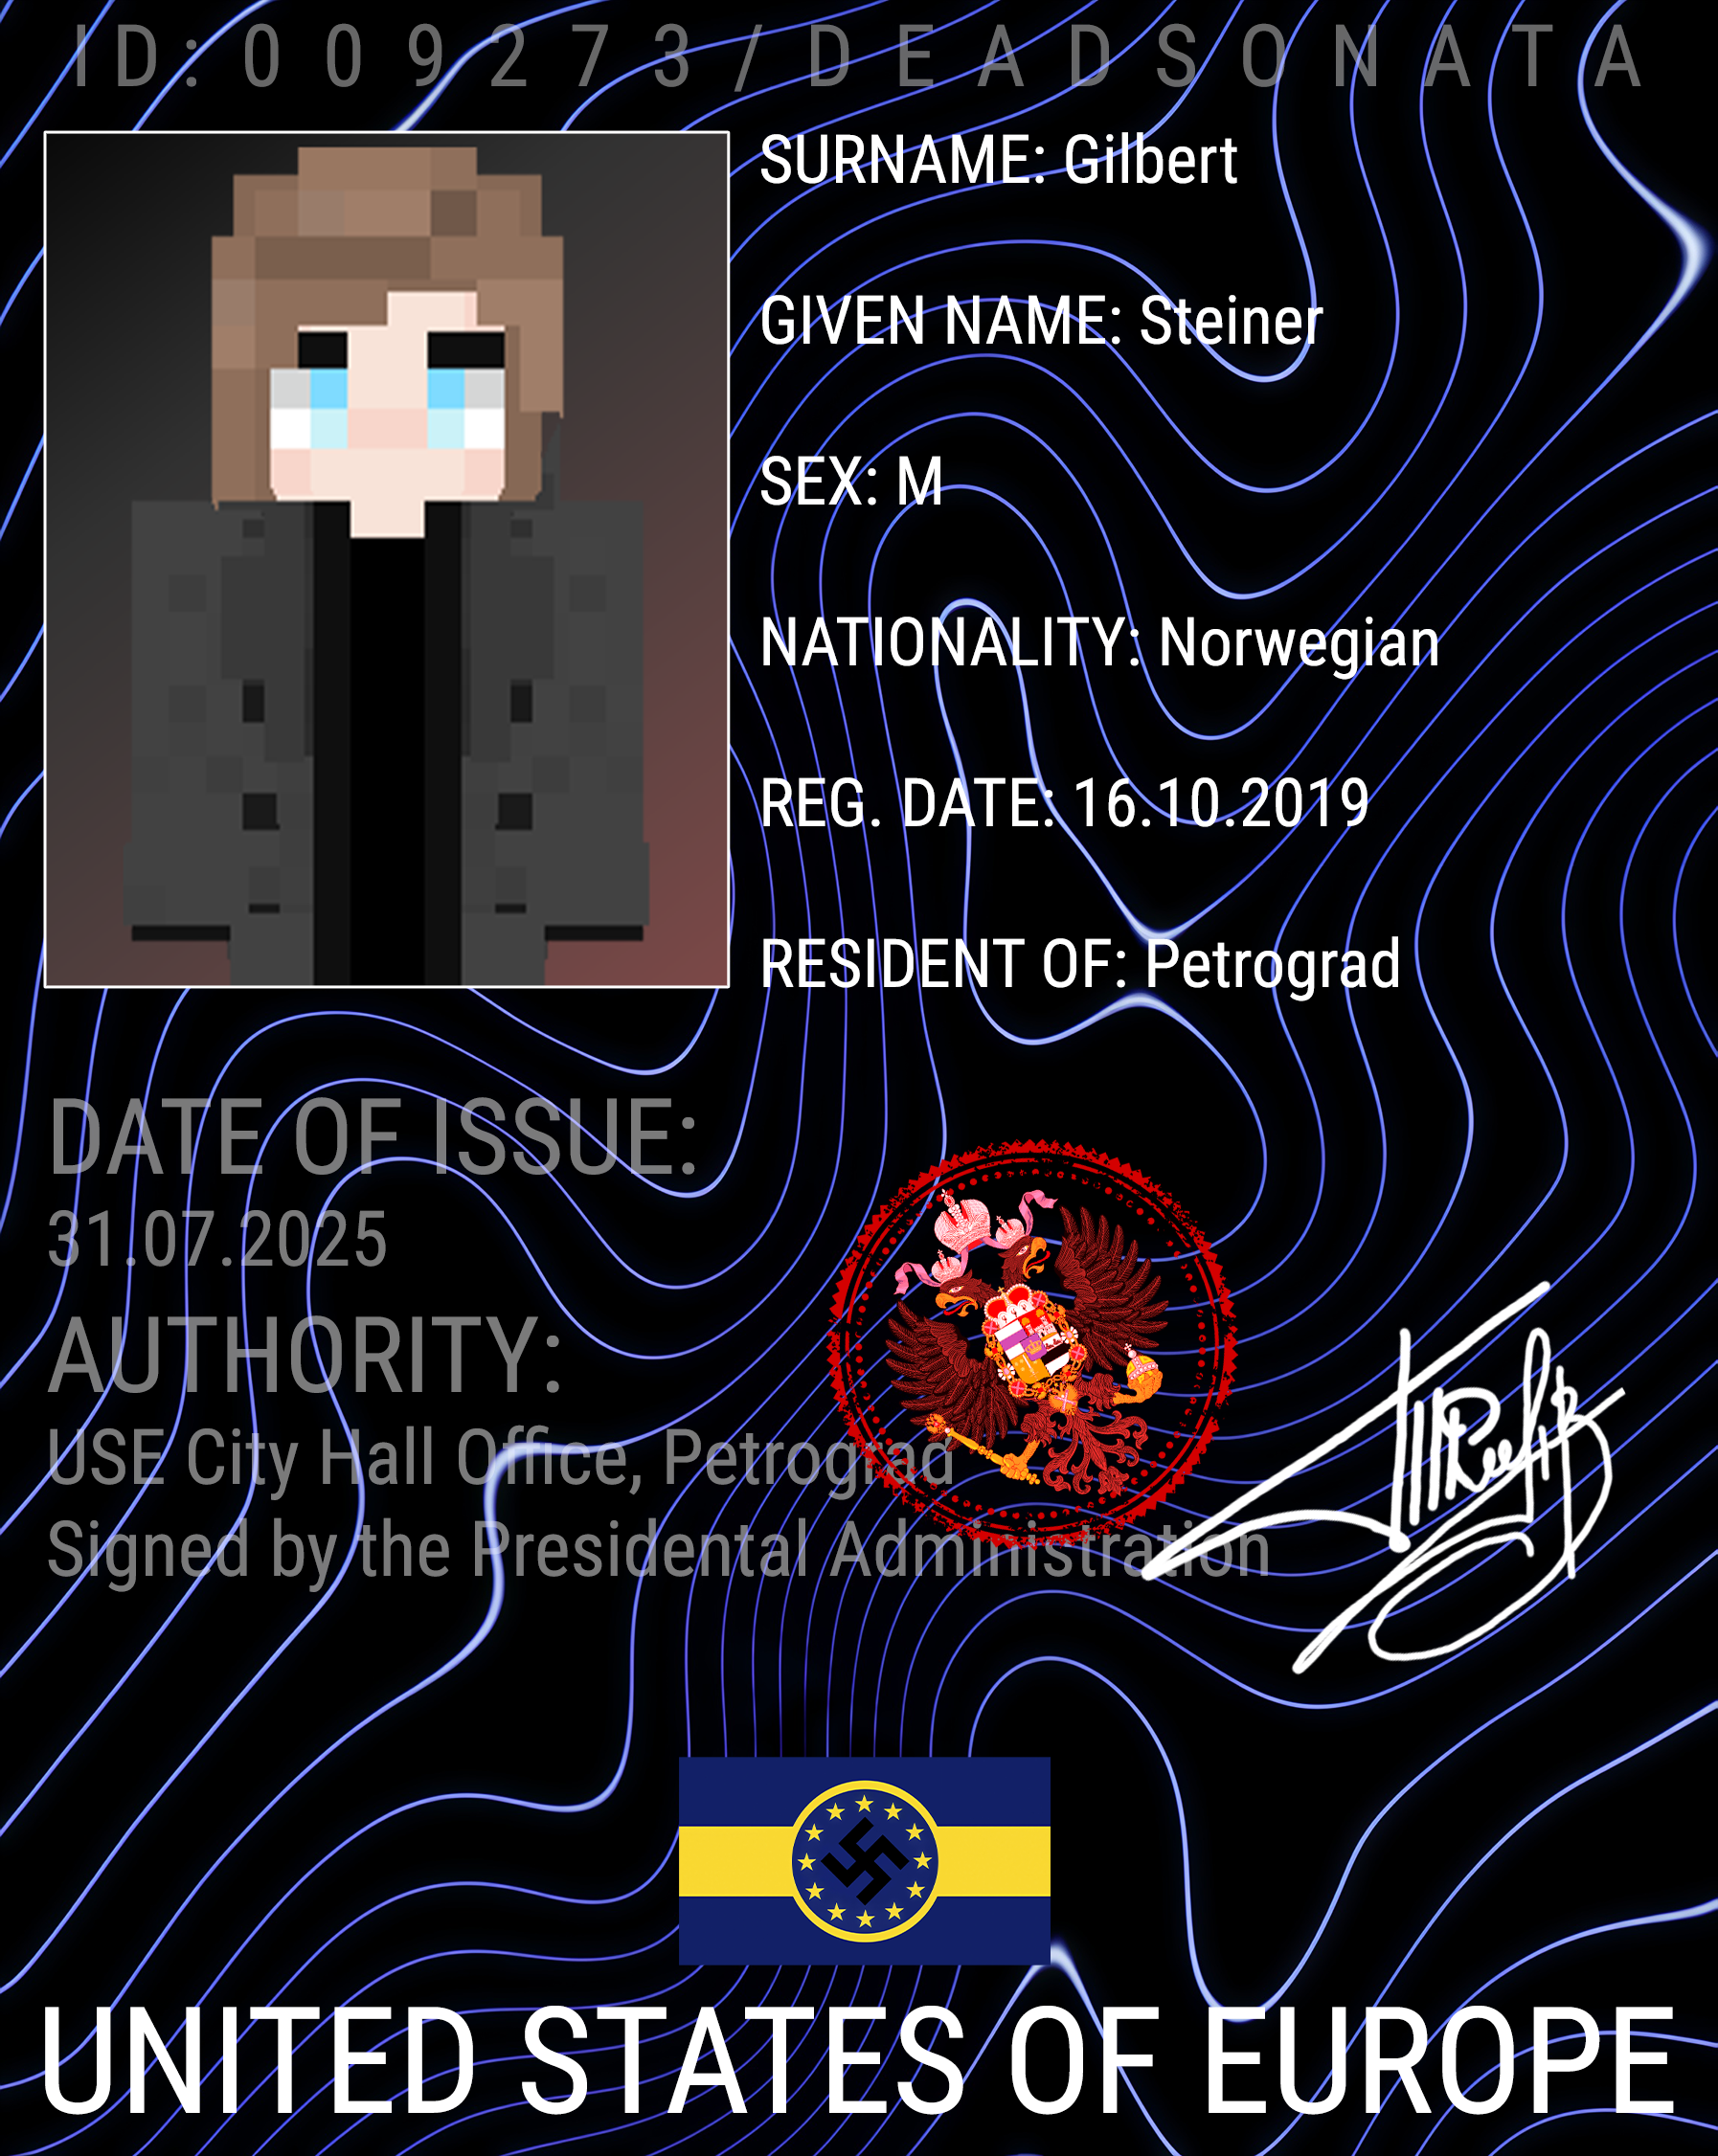 ID: 009273/DEADSONATA
SURNAME: Gilbert
GIVEN NAME: Steiner
SEX: M
NATIONALITY: Norwegian
REG. DATE: 16.10.2019
RESIDENT OF: Petrograd
DATE OF ISSUE:
31.07.2025
AUTHORITY:
USE City Hall Office, Petrograd
Signed by the Presidental Administration
UNITED STATES OF EUROPE